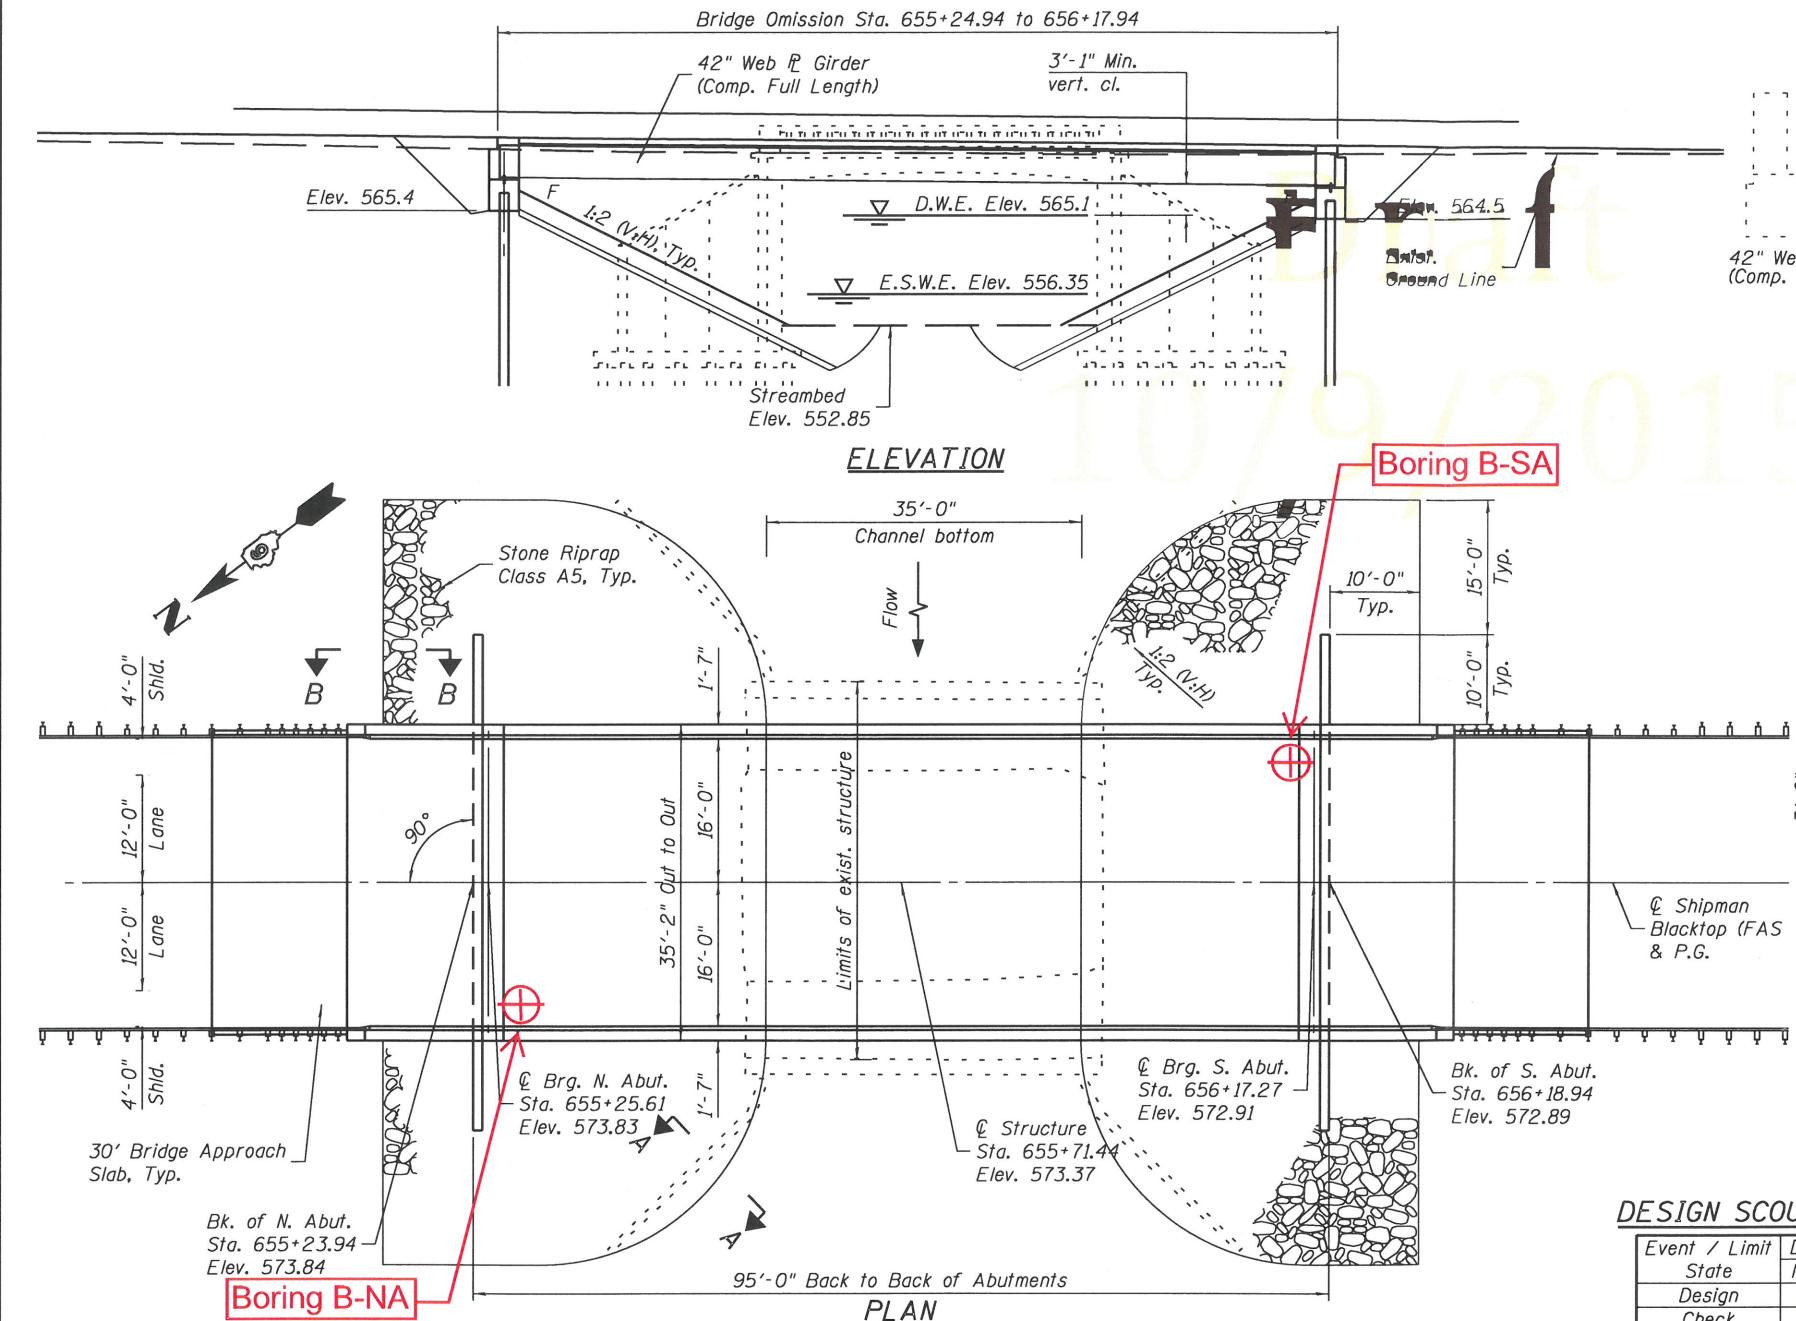 Bridge Omission Sta. 655+24.94 to 656+17.94
42" Web ⅊ Girder
(Comp. Full Length)
3'-1" Min.
vert. cl.
Elev. 565.4
F
1:2 (V:H), Typ.
D.W.E. Elev. 565.1
E.S.W.E. Elev. 556.35
Elev. 564.5
Exist.
Ground Line
f
42" We
(Comp.
Streambed
Elev. 552.85
Draft
10/9/2015
ELEVATION
Boring B-SA
N
Stone Riprap
Class A5, Typ.
35'-0"
Channel bottom
Flow
1:2 (V:H)
Typ.
10'-0"
Typ.
15'-0"
Typ.
10'-0"
Typ.
4'-0"
Shld.
B
B
1'-7"
12'-0"
Lane
90°
35'-2" Out to Out
16'-0"
Limits of exist. structure
12'-0"
Lane
16'-0"
℄ Shipman
Blacktop (FAS
& P.G.
4'-0"
Shld.
1'-7"
30' Bridge Approach
Slab, Typ.
℄ Brg. N. Abut.
Sta. 655+25.61
Elev. 573.83
A
A
℄ Structure
Sta. 655+71.44
Elev. 573.37
℄ Brg. S. Abut.
Sta. 656+17.27
Elev. 572.91
Bk. of S. Abut.
Sta. 656+18.94
Elev. 572.89
Bk. of N. Abut.
Sta. 655+23.94
Elev. 573.84
Boring B-NA
95'-0" Back to Back of Abutments
PLAN
DESIGN SCOU
Event / Limit
State
Design
Check